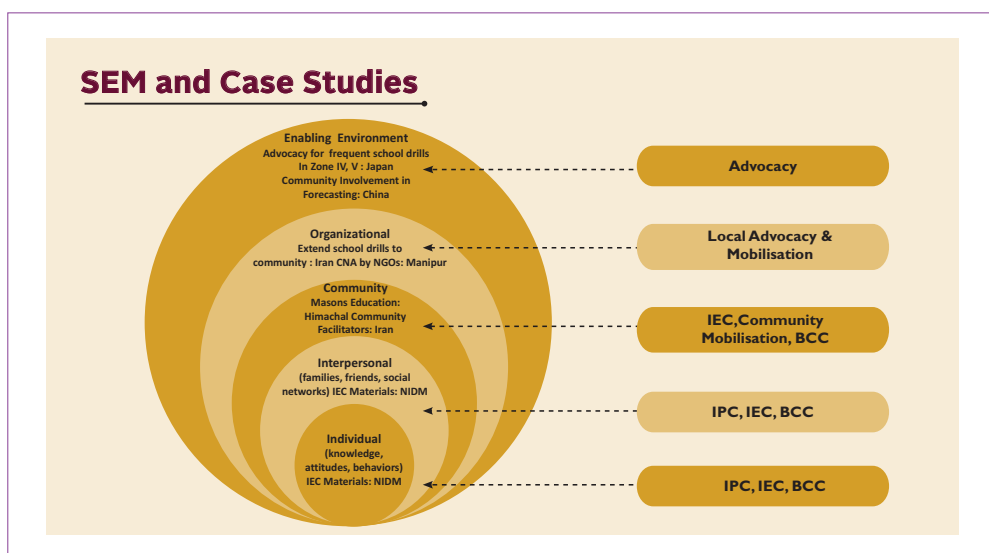 SEM and Case Studies
Enabling Environment
Advocacy for frequent school drills
In Zone IV, V : Japan
Community Involvement in
Forecasting: China
Advocacy
Organizational
Extend school drills to
community : Iran CNA by NGOs: Manipur
Local Advocacy &
Mobilisation
Community
Masons Education:
Himachal Community
Facilitators: Iran
IEC,Community
Mobilisation, BCC
Interpersonal
(families, friends, social
networks) IEC Materials: NIDM
IPC, IEC, BCC
Individual
(knowledge,
attitudes, behaviors)
IEC Materials: NIDM
IPC, IEC, BCC